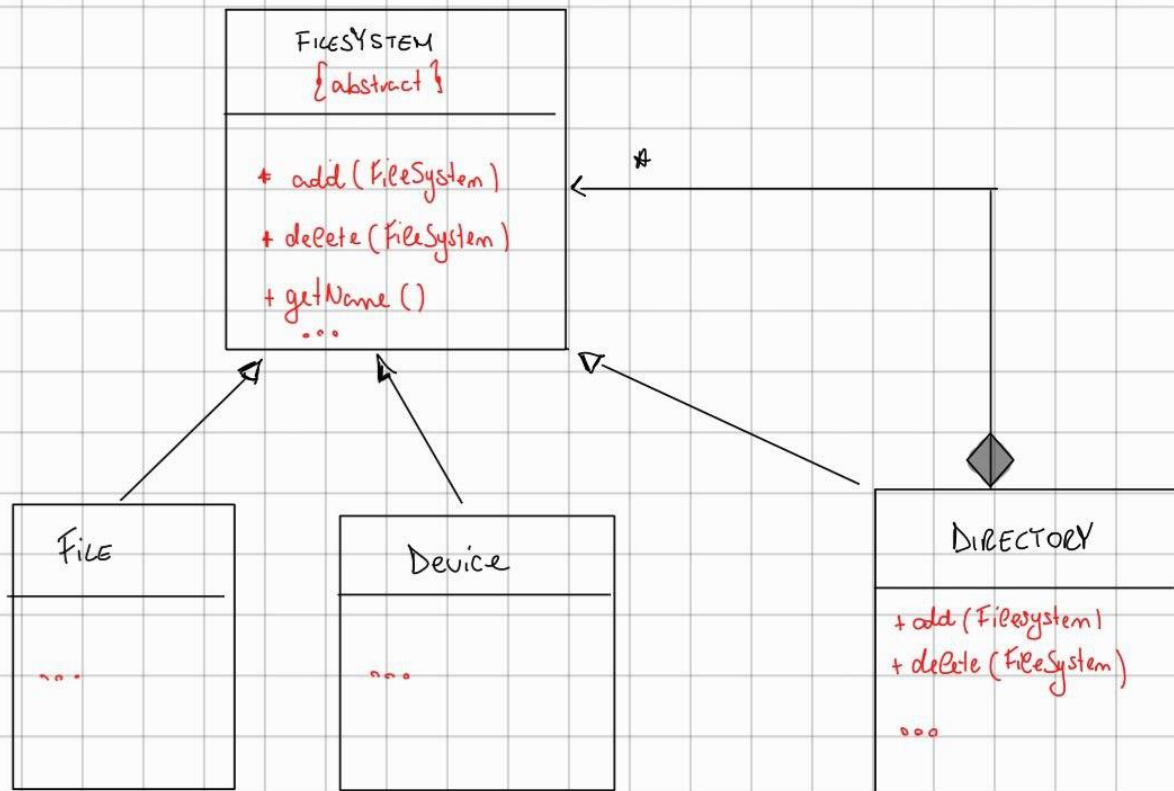 FILESYSTEM
{abstract}
+ add (FileSystem)
+ delete (FileSystem)
+ getName ()
...
*
FILE
...
Device
...
DIRECTORY
+ add (Filesystem)
+ delete (FileSystem)
...